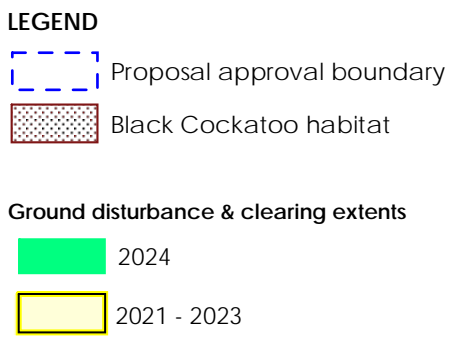 LEGEND
Proposal approval boundary
Black Cockatoo habitat
Ground disturbance & clearing extents
2024
2021 - 2023